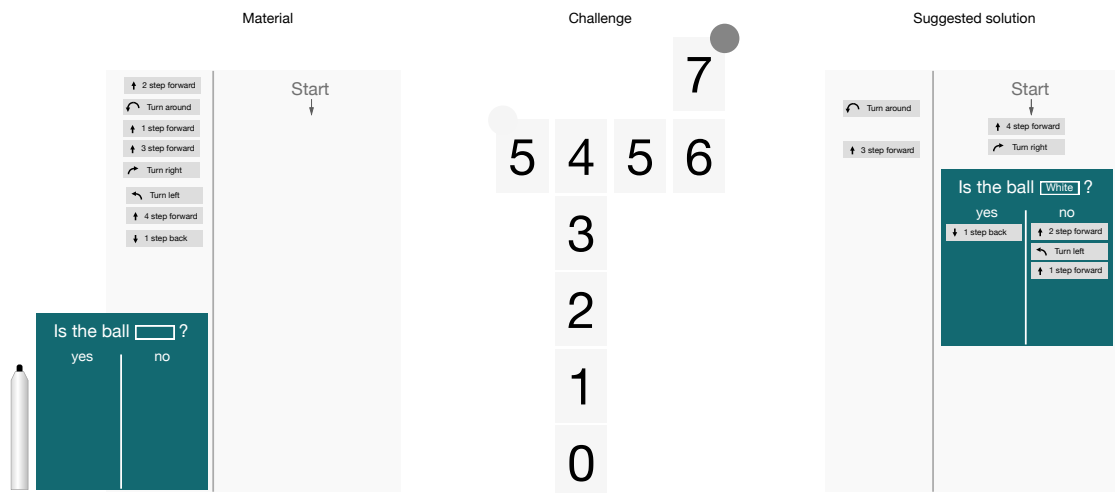 Material
2 step forward
Turn around
1 step forward
3 step forward
Turn right
Turn left
4 step forward
1 step back
Start
Is the ball ?
yes no
Challenge
7
5 4 5 6
3
2
1
0
Suggested solution
Turn around
3 step forward
Start
4 step forward
Turn right
Is the ball White ?
yes no
1 step back 2 step forward
Turn left
1 step forward